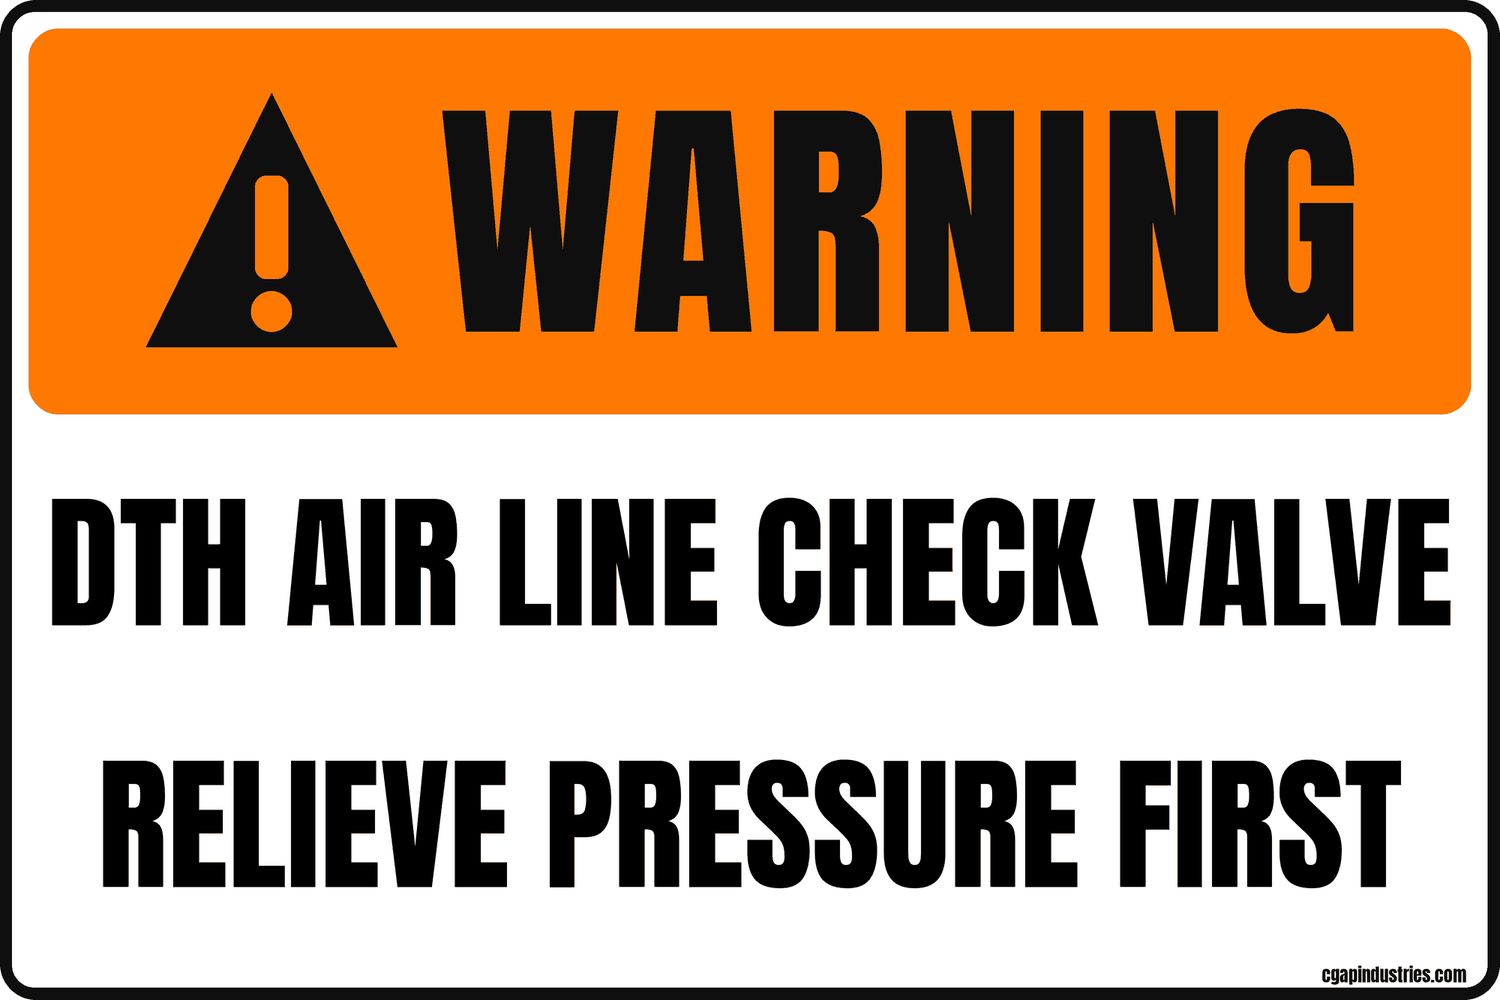 WARNING
DTH AIR LINE CHECK VALVE
RELIEVE PRESSURE FIRST
cgapindustries.com